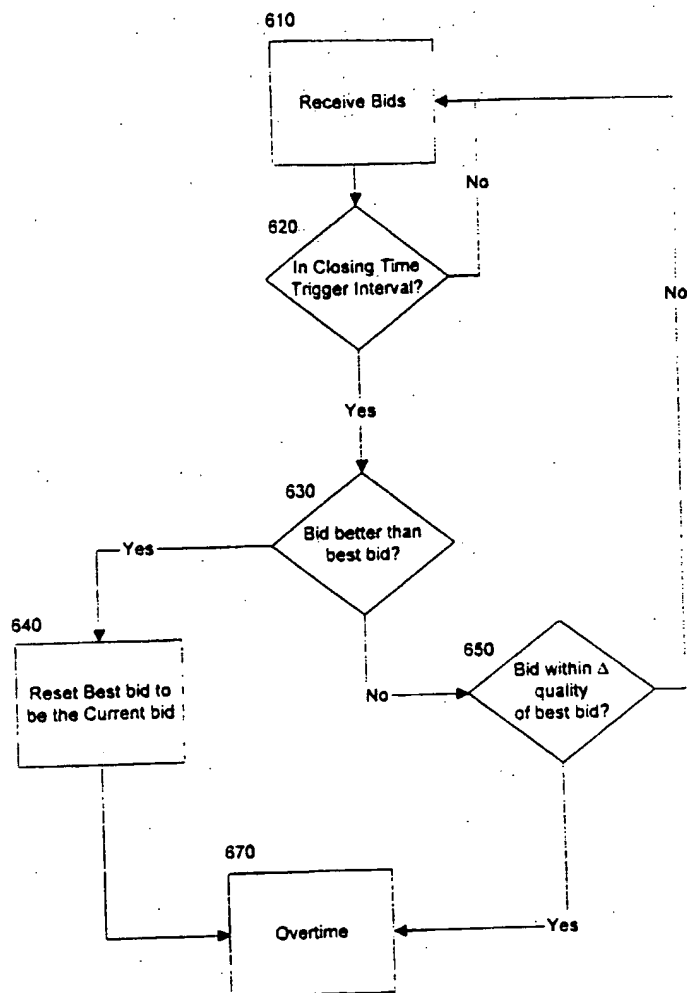 610
Receive Bids
No
620
In Closing Time
Trigger Interval?
No
Yes
630
Bid better than
best bid?
Yes
640
Reset Best bid to
be the Current bid
650
Bid within Δ
quality
of best bid?
No
670
Overtime
Yes